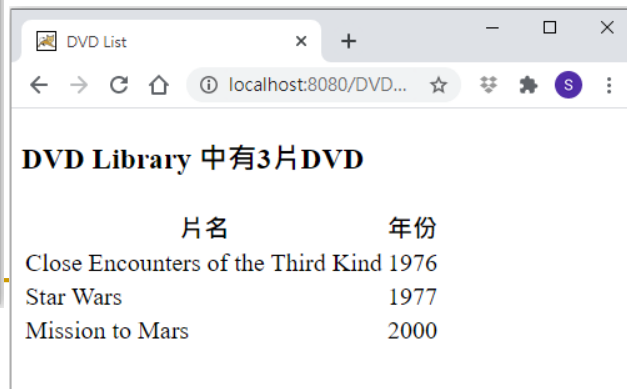 DVD List
localhost:8080/DVD...
S
DVD Library 中有3片DVD
片名 年份
Close Encounters of the Third Kind 1976
Star Wars 1977
Mission to Mars 2000